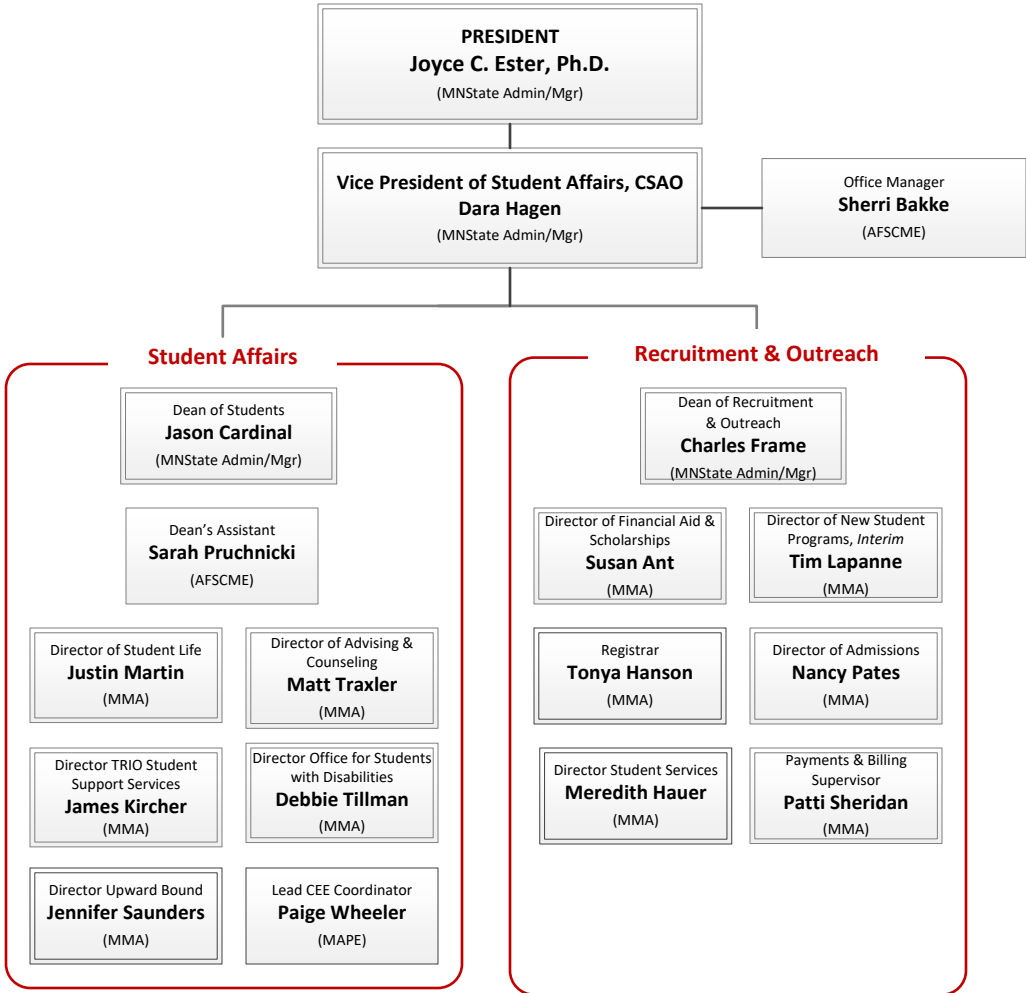 PRESIDENT
Joyce C. Ester, Ph.D.
(MNState Admin/Mgr)
Vice President of Student Affairs, CSAO
Dara Hagen
(MNState Admin/Mgr)
Office Manager
Sherri Bakke
(AFSCME)
Student Affairs
Dean of Students
Jason Cardinal
(MNState Admin/Mgr)
Dean’s Assistant
Sarah Pruchnicki
(AFSCME)
Director of Student Life
Justin Martin
(MMA)
Director of Advising &
Counseling
Matt Traxler
(MMA)
Director TRIO Student
Support Services
James Kircher
(MMA)
Director Office for Students
with Disabilities
Debbie Tillman
(MMA)
Director Upward Bound
Jennifer Saunders
(MMA)
Lead CEE Coordinator
Paige Wheeler
(MAPE)
Recruitment & Outreach
Dean of Recruitment
& Outreach
Charles Frame
(MNState Admin/Mgr)
Director of Financial Aid &
Scholarships
Susan Ant
(MMA)
Director of New Student
Programs, Interim
Tim Lapanne
(MMA)
Registrar
Tonya Hanson
(MMA)
Director of Admissions
Nancy Pates
(MMA)
Director Student Services
Meredith Hauer
(MMA)
Payments & Billing
Supervisor
Patti Sheridan
(MMA)